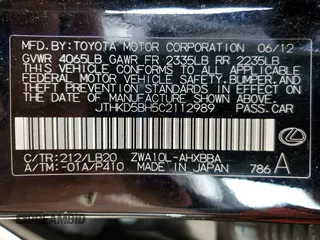 MFD.BY:TOYOTA MOTOR CORPORATION 06/12
GVWR 4065LB GAWR FR 2335LB RR 2235LB
THIS VEHICLE CONFORMS TO ALL APPLICABLE
FEDERAL MOTOR VEHICLE SAFETY,BUMPER,AND
THEFT PREVENTION STANDARDS IN EFFECT ON
THE DATE OF MANUFACTURE SHOWN ABOVE.
JTHKD5BH5C2112989 PASS.CAR
C/TR:212/LB20 ZWA10L-AHXBBA
A/TM:-01A/P410 MADE IN JAPAN 786 A